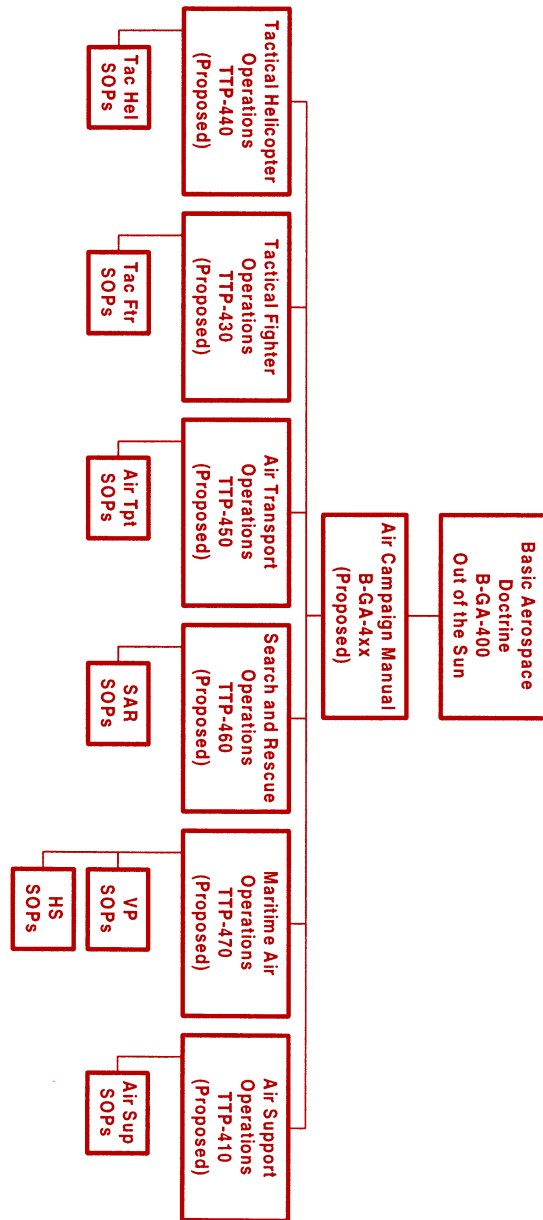 Basic Aerospace
Doctrine
B-GA-400
Out of the Sun
Air Campaign Manual
B-GA-4xx
(Proposed)
Tactical Helicopter
Operations
TTP-440
(Proposed)
Tac Hel
SOPs
Tactical Fighter
Operations
TTP-430
(Proposed)
Tac Ftr
SOPs
Air Transport
Operations
TTP-450
(Proposed)
Air Tpt
SOPs
Search and Rescue
Operations
TTP-460
(Proposed)
SAR
SOPs
Maritime Air
Operations
TTP-470
(Proposed)
VP
SOPs
HS
SOPs
Air Support
Operations
TTP-410
(Proposed)
Air Sup
SOPs